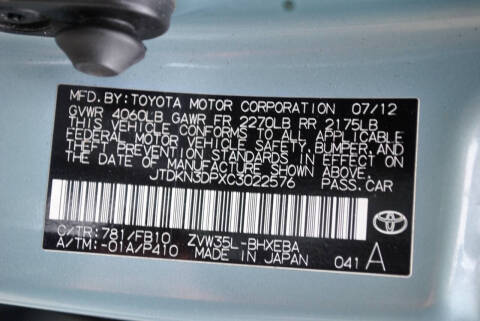 MFD. BY: TOYOTA MOTOR CORPORATION 07/12
GVWR 4060LB GAWR FR 2270LB RR 2175LB
THIS VEHICLE CONFORMS TO ALL APPLICABLE
FEDERAL MOTOR VEHICLE SAFETY, BUMPER, AND
THEFT PREVENTION STANDARDS IN EFFECT ON
THE DATE OF MANUFACTURE SHOWN ABOVE.
JTDKN3DPXC3022576 PASS. CAR
C/TR: 781/FB10 ZVW35L-BHXEBA
A/TM: -01A/P410 MADE IN JAPAN 041 A